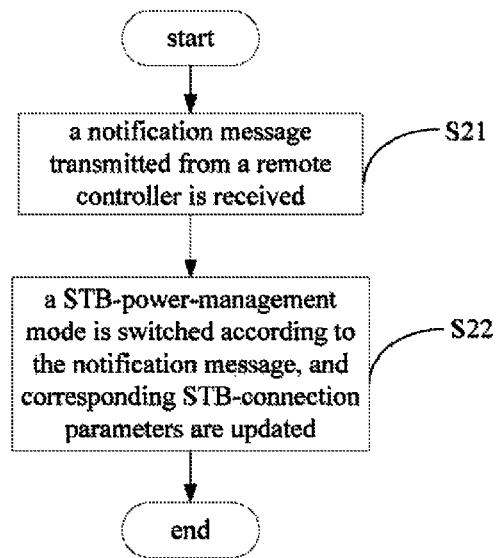 start
a notification message
transmitted from a remote
controller is received
S21
a STB-power-management
mode is switched according to
the notification message, and
corresponding STB-connection
parameters are updated
S22
end